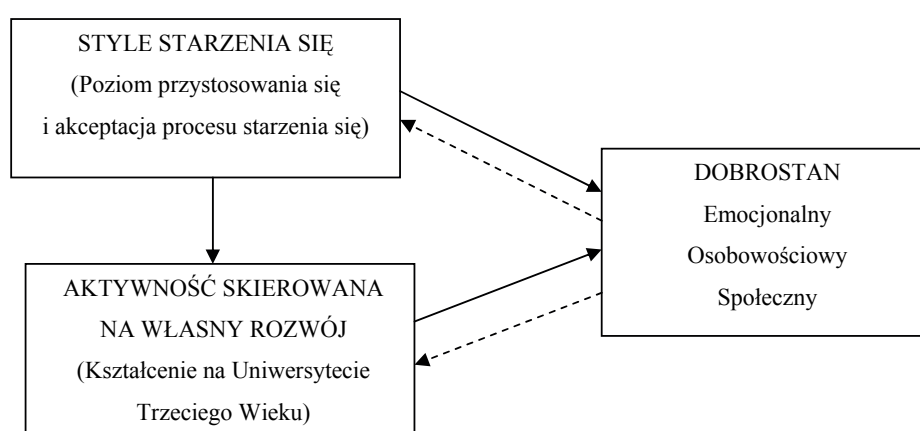 STYLE STARZENIA SIĘ
(Poziom przystosowania się
i akceptacja procesu starzenia się)
DOBROSTAN
Emocjonalny
Osobowościowy
Społeczny
AKTYWNOŚĆ SKIEROWANA
NA WŁASNY ROZWÓJ
(Kształcenie na Uniwersytecie
Trzeciego Wieku)